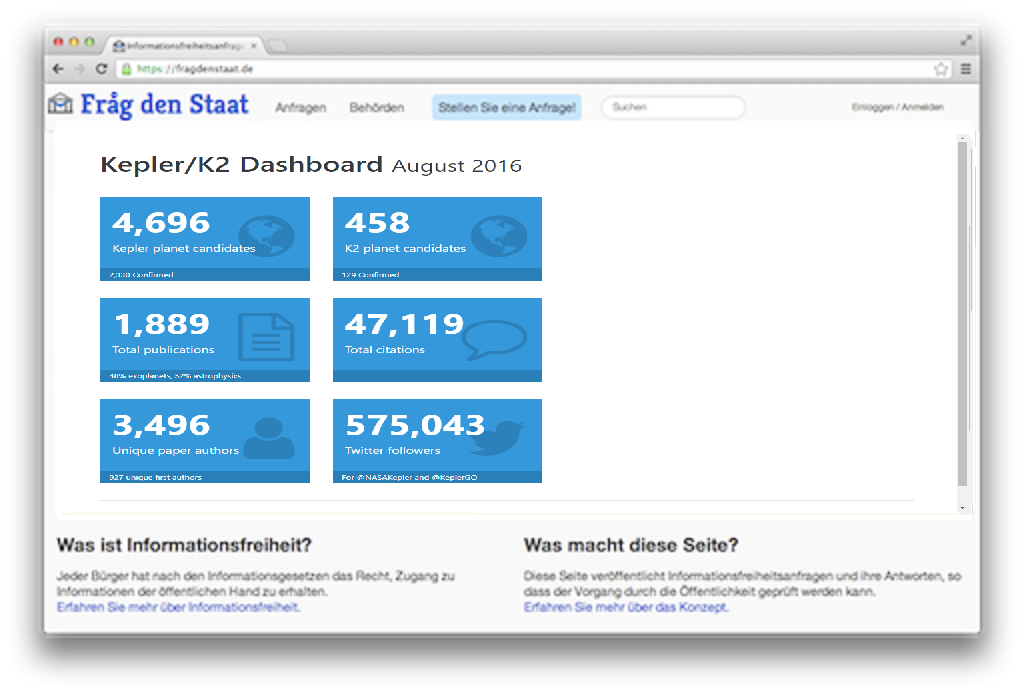 Informationsfreiheitsanfrage
https://fragdenstaat.de
Fråg den Staat
Anfragen
Behörden
Stellen Sie eine Anfrage!
Suchen
Einloggen / Anmelden
Kepler/K2 Dashboard August 2016
4,696
Kepler planet candidates
2,330 Confirmed
458
K2 planet candidates
129 Confirmed
1,889
Total publications
48% exoplanets, 52% astrophysics
47,119
Total citations
3,496
Unique paper authors
927 unique first authors
575,043
Twitter followers
For @NASAKepler and @KeplerGO
Was ist Informationsfreiheit?
Jeder Bürger hat nach den Informationsgesetzen das Recht, Zugang zu
Informationen der öffentlichen Hand zu erhalten.
Erfahren Sie mehr über Informationsfreiheit.
Was macht diese Seite?
Diese Seite veröffentlicht Informationsfreiheitsanfragen und ihre Antworten, so
dass der Vorgang durch die Öffentlichkeit geprüft werden kann.
Erfahren Sie mehr über das Konzept.